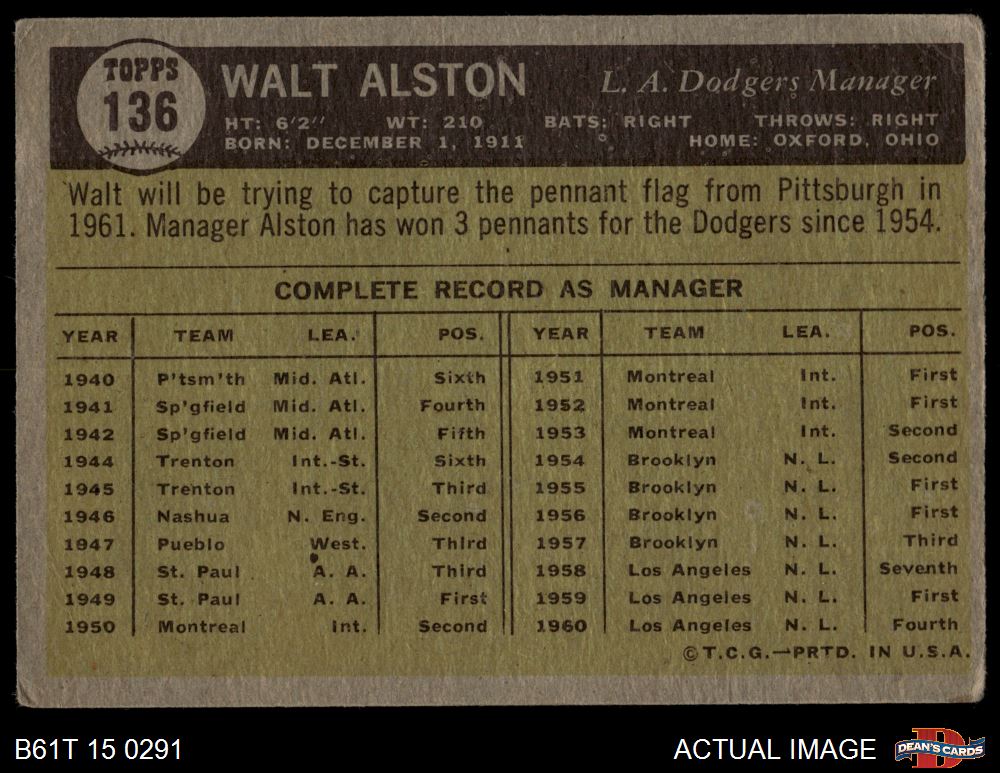 TOPPS
136
WALT ALSTON
L. A. Dodgers Manager
HT: 6'2" WT: 210 BATS: RIGHT THROWS: RIGHT
BORN: DECEMBER 1, 1911 HOME: OXFORD, OHIO
Walt will be trying to capture the pennant flag from Pittsburgh in
1961. Manager Alston has won 3 pennants for the Dodgers since 1954.
COMPLETE RECORD AS MANAGER
YEAR TEAM LEA. POS. YEAR TEAM LEA. POS.
1940 P'tsm'th Mid. Atl. Sixth 1951 Montreal Int. First
1941 Sp'gfield Mid. Atl. Fourth 1952 Montreal Int. First
1942 Sp'gfield Mid. Atl. Fifth 1953 Montreal Int. Second
1944 Trenton Int.-St. Sixth 1954 Brooklyn N. L. Second
1945 Trenton Int.-St. Third 1955 Brooklyn N. L. First
1946 Nashua N. Eng. Second 1956 Brooklyn N. L. First
1947 Pueblo West. Third 1957 Brooklyn N. L. Third
1948 St. Paul A. A. Third 1958 Los Angeles N. L. Seventh
1949 St. Paul A. A. First 1959 Los Angeles N. L. First
1950 Montreal Int. Second 1960 Los Angeles N. L. Fourth
©T.C.G.—PRTD. IN U.S.A.
B61T 15 0291
ACTUAL IMAGE
D
DEAN'S CARDS